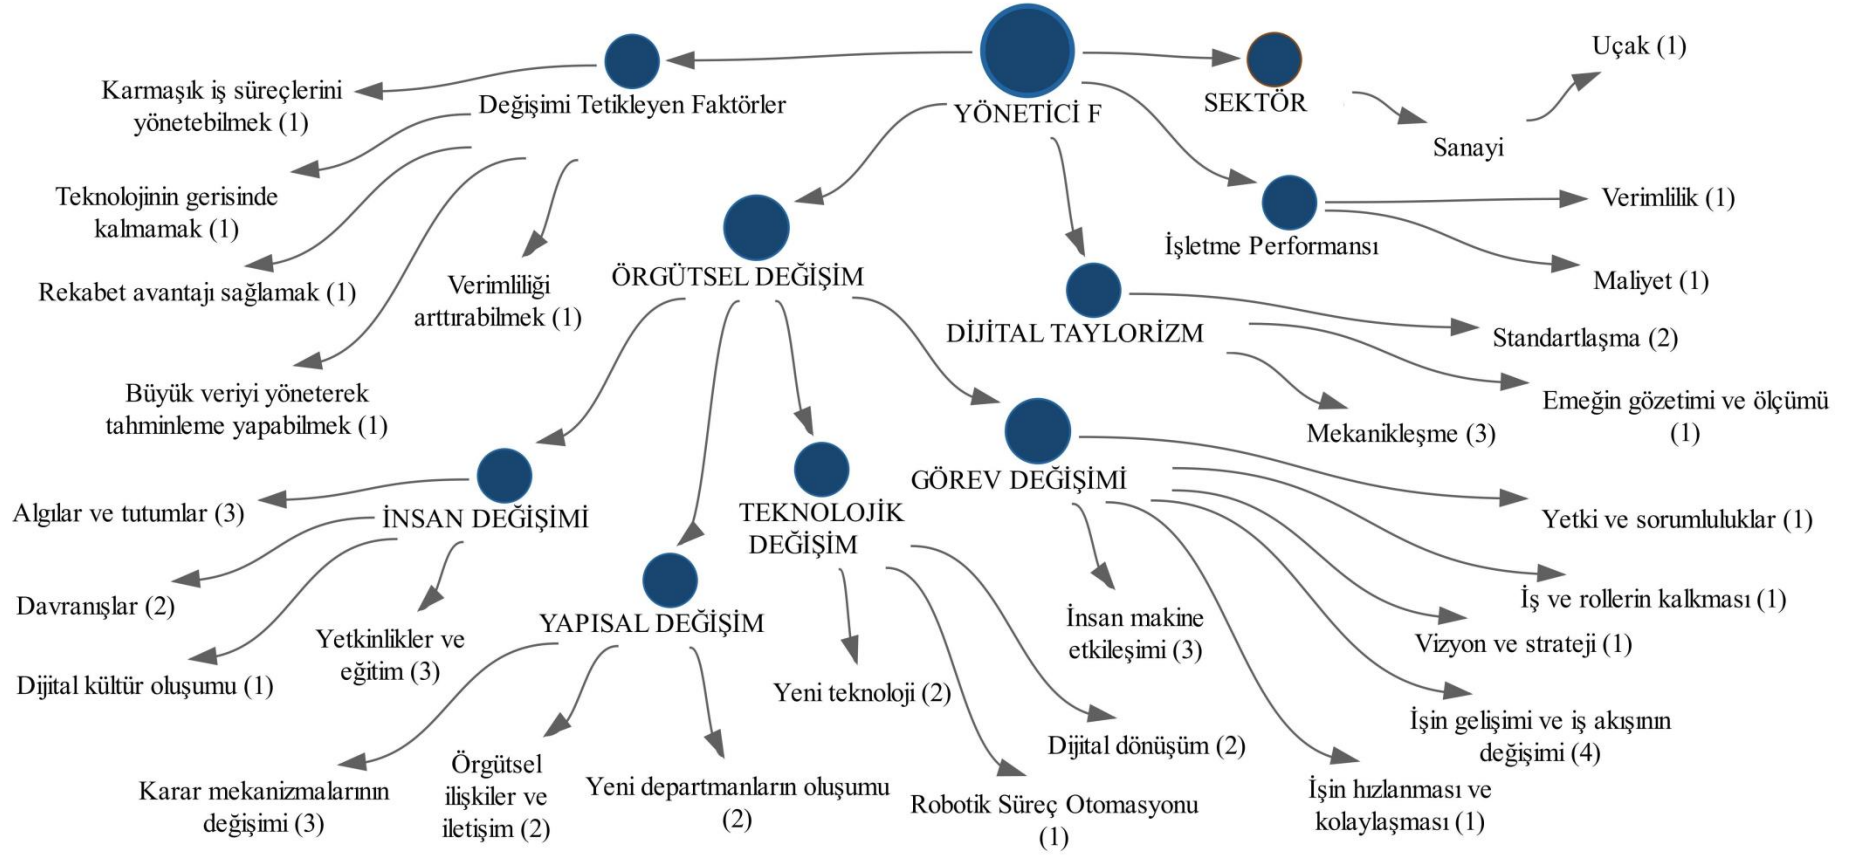 YÖNETİCİ F
Değişimi Tetikleyen Faktörler
Karmaşık iş süreçlerini
yönetebilmek (1)
Teknolojinin gerisinde
kalmamak (1)
Rekabet avantajı sağlamak (1)
Büyük veriyi yöneterek
tahminleme yapabilmek (1)
Verimliliği
arttırabilmek (1)
SEKTÖR
Sanayi
Uçak (1)
İşletme Performansı
Verimlilik (1)
Maliyet (1)
DİJİTAL TAYLORİZM
Standartlaşma (2)
Emeğin gözetimi ve ölçümü
(1)
Mekanikleşme (3)
ÖRGÜTSEL DEĞİŞİM
İNSAN DEĞİŞİMİ
Algılar ve tutumlar (3)
Davranışlar (2)
Dijital kültür oluşumu (1)
Yetkinlikler ve
eğitim (3)
YAPISAL DEĞİŞİM
Karar mekanizmalarının
değişimi (3)
Örgütsel
ilişkiler ve
iletişim (2)
Yeni departmanların oluşumu
(2)
TEKNOLOJİK
DEĞİŞİM
Yeni teknoloji (2)
Robotik Süreç Otomasyonu
(1)
Dijital dönüşüm (2)
GÖREV DEĞİŞİMİ
İnsan makine
etkileşimi (3)
Yetki ve sorumluluklar (1)
İş ve rollerin kalkması (1)
Vizyon ve strateji (1)
İşin gelişimi ve iş akışının
değişimi (4)
İşin hızlanması ve
kolaylaşması (1)